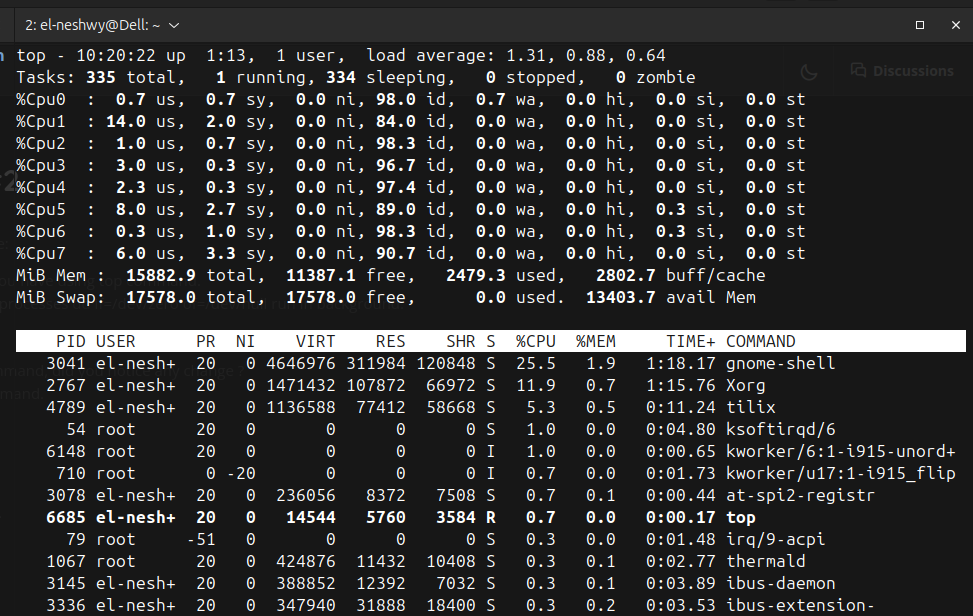 2: el-neshwy@Dell: ~
Discussions
top - 10:20:22 up  1:13,  1 user,  load average: 1.31, 0.88, 0.64
Tasks: 335 total,   1 running, 334 sleeping,   0 stopped,   0 zombie
%Cpu0  :  0.7 us,  0.7 sy,  0.0 ni, 98.0 id,  0.7 wa,  0.0 hi,  0.0 si,  0.0 st
%Cpu1  : 14.0 us,  2.0 sy,  0.0 ni, 84.0 id,  0.0 wa,  0.0 hi,  0.0 si,  0.0 st
%Cpu2  :  1.0 us,  0.7 sy,  0.0 ni, 98.3 id,  0.0 wa,  0.0 hi,  0.0 si,  0.0 st
%Cpu3  :  3.0 us,  0.3 sy,  0.0 ni, 96.7 id,  0.0 wa,  0.0 hi,  0.0 si,  0.0 st
%Cpu4  :  2.3 us,  0.3 sy,  0.0 ni, 97.4 id,  0.0 wa,  0.0 hi,  0.0 si,  0.0 st
%Cpu5  :  8.0 us,  2.7 sy,  0.0 ni, 89.0 id,  0.0 wa,  0.0 hi,  0.3 si,  0.0 st
%Cpu6  :  0.3 us,  1.0 sy,  0.0 ni, 98.3 id,  0.0 wa,  0.0 hi,  0.3 si,  0.0 st
%Cpu7  :  6.0 us,  3.3 sy,  0.0 ni, 90.7 id,  0.0 wa,  0.0 hi,  0.0 si,  0.0 st
MiB Mem :  15882.9 total,  11387.1 free,   2479.3 used,   2802.7 buff/cache
MiB Swap:  17578.0 total,  17578.0 free,      0.0 used.  13403.7 avail Mem
PID USER      PR  NI    VIRT    RES    SHR S  %CPU  %MEM     TIME+ COMMAND
3041 el-nesh+  20   0 4646976 311984 120848 S  25.5   1.9   1:18.17 gnome-shell
2767 el-nesh+  20   0 1471432 107872  66972 S  11.9   0.7   1:15.76 Xorg
4789 el-nesh+  20   0 1136588  77412  58668 S   5.3   0.5   0:11.24 tilix
54 root      20   0       0      0      0 S   1.0   0.0   0:04.80 ksoftirqd/6
6148 root      20   0       0      0      0 I   1.0   0.0   0:00.65 kworker/6:1-i915-unord+
710 root       0 -20       0      0      0 I   0.7   0.0   0:01.73 kworker/u17:1-i915_flip
3078 el-nesh+  20   0  236056   8372   7508 S   0.7   0.1   0:00.44 at-spi2-registr
6685 el-nesh+  20   0   14544   5760   3584 R   0.7   0.0   0:00.17 top
79 root     -51   0       0      0      0 S   0.3   0.0   0:01.48 irq/9-acpi
1067 root      20   0  424876  11432  10408 S   0.3   0.1   0:02.77 thermald
3145 el-nesh+  20   0  388852  12392   7032 S   0.3   0.1   0:03.89 ibus-daemon
3336 el-nesh+  20   0  347940  31888  18400 S   0.3   0.2   0:03.53 ibus-extension-